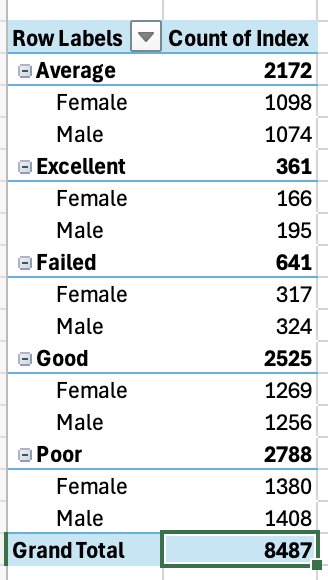 Row Labels Count of Index
Average 2172
Female 1098
Male 1074
Excellent 361
Female 166
Male 195
Failed 641
Female 317
Male 324
Good 2525
Female 1269
Male 1256
Poor 2788
Female 1380
Male 1408
Grand Total 8487